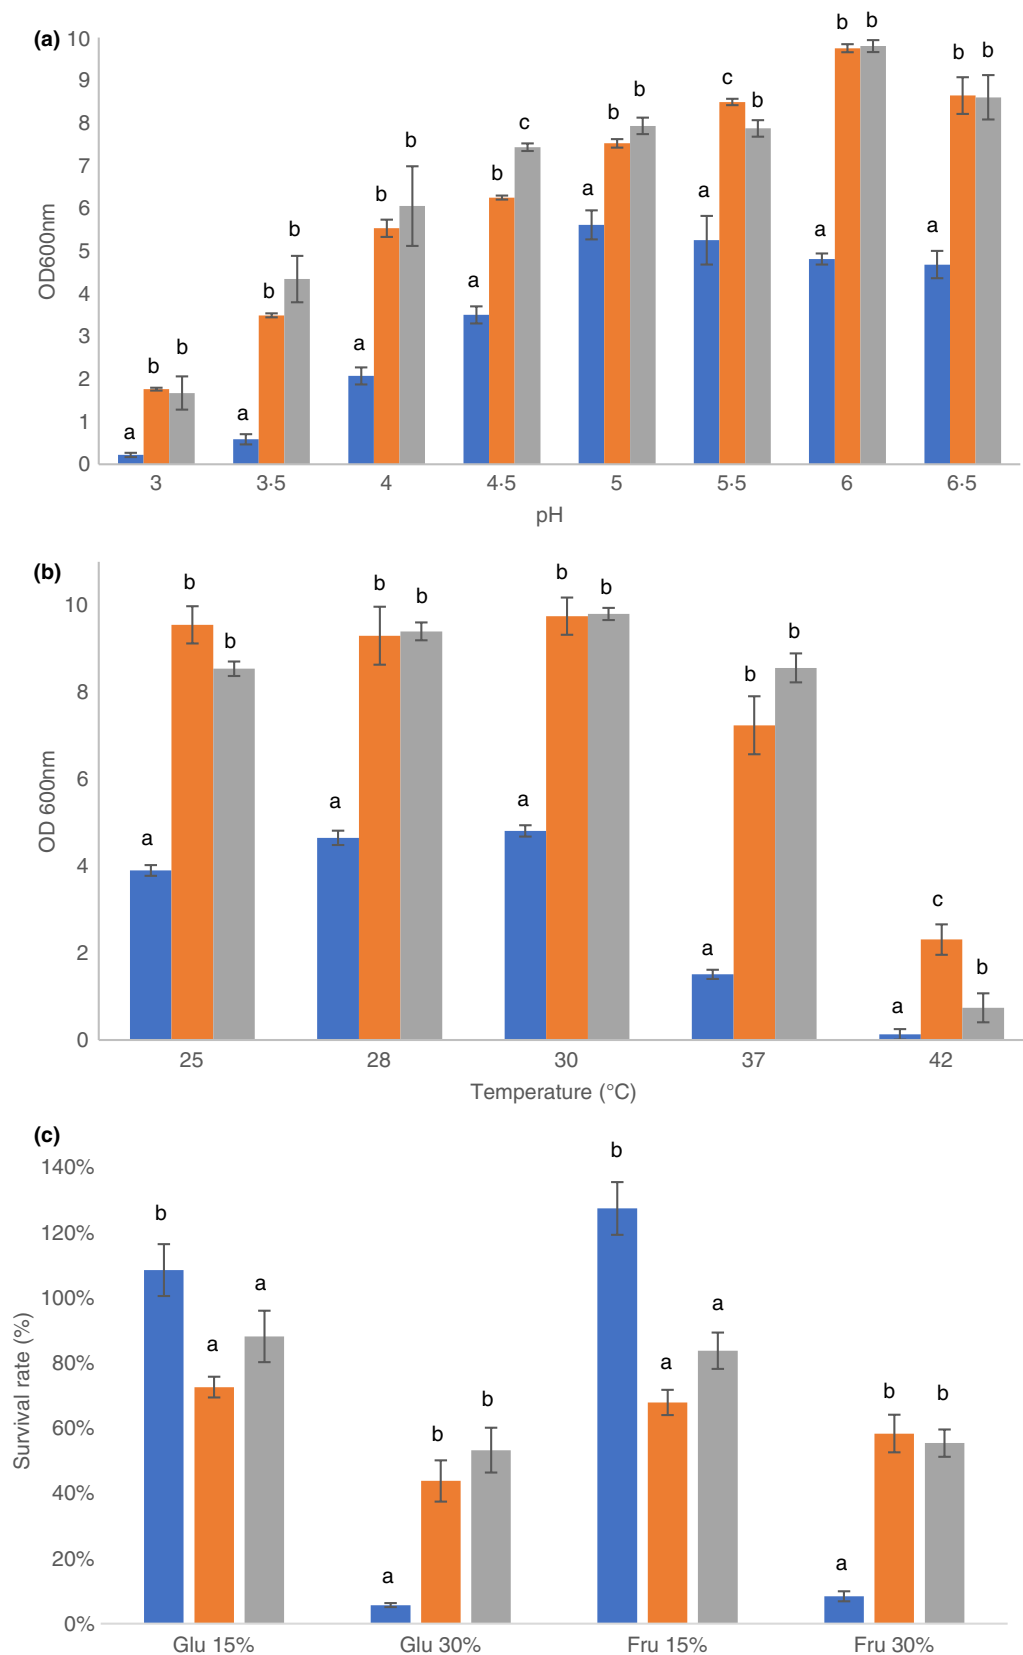 (a)
10
9
8
7
6
5
4
3
2
1
0
OD600nm
a b b
a b b
a b b
a b c
a b b
a c b
a b b
a b b
3 3·5 4 4·5 5 5·5 6 6·5
pH
(b)
10
8
6
4
2
0
OD 600nm
a b b
a b b
a b b
a b b
a c b
25 28 30 37 42
Temperature (°C)
(c)
140%
120%
100%
80%
60%
40%
20%
0%
Survival rate (%)
b a a
a b b
b a a
a b b
Glu 15% Glu 30% Fru 15% Fru 30%